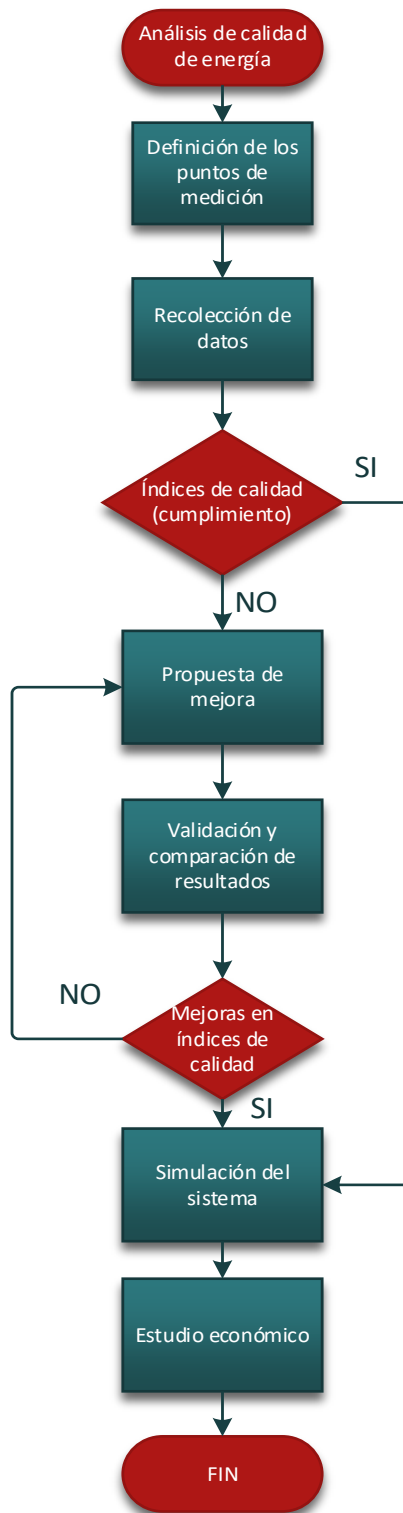 Análisis de calidad
de energía
Definición de los
puntos de
medición
Recolección de
datos
SI
Índices de calidad
(cumplimiento)
NO
Propuesta de
mejora
Validación y
comparación de
resultados
NO
Mejoras en
índices de
calidad
SI
Simulación del
sistema
Estudio económico
FIN